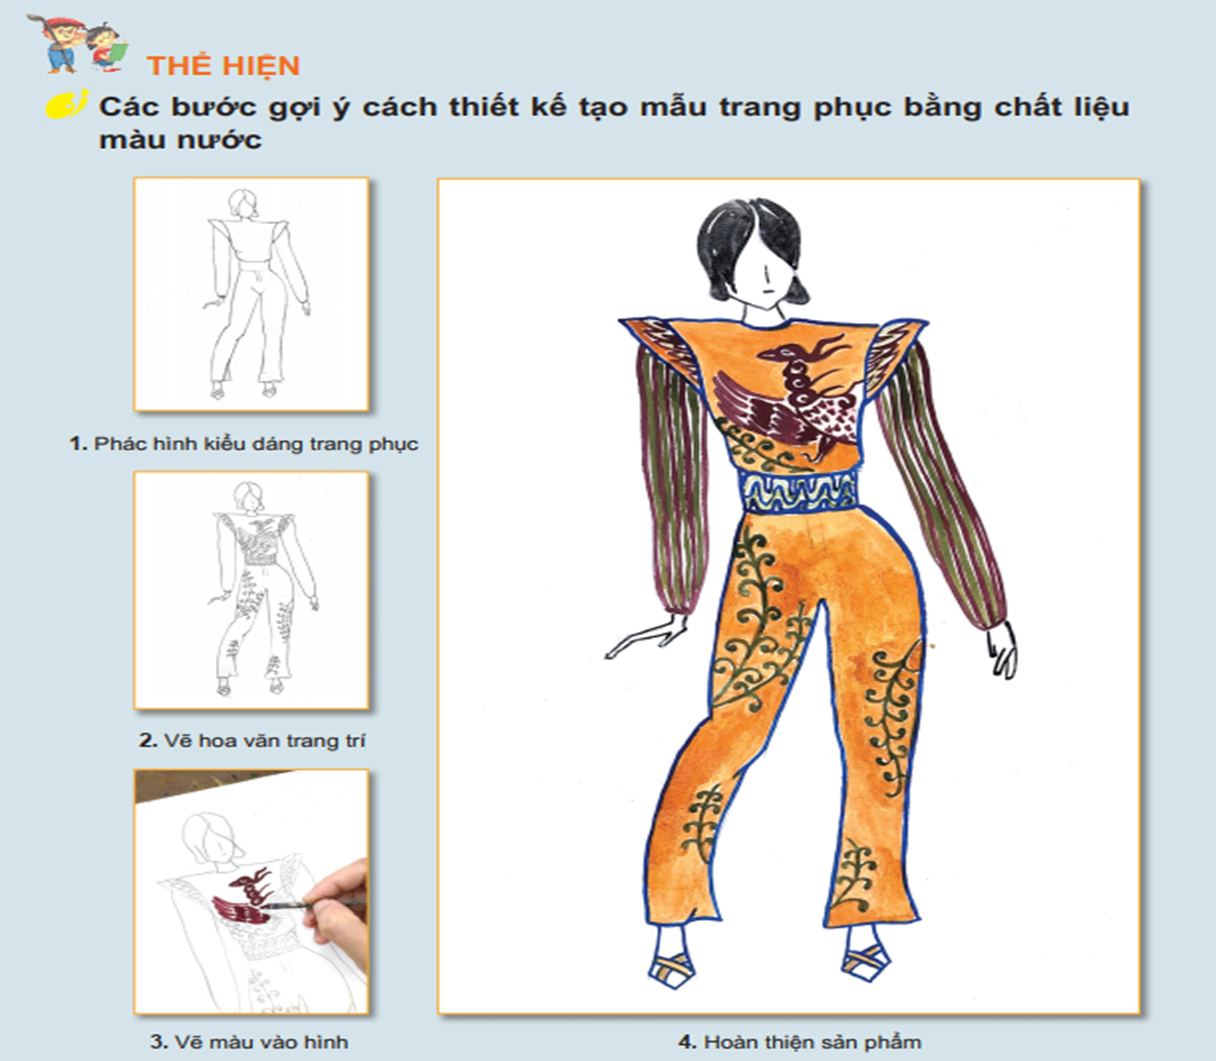 THỂ HIỆN
Các bước gợi ý cách thiết kế tạo mẫu trang phục bằng chất liệu
màu nước
1. Phác hình kiểu dáng trang phục
2. Vẽ hoa văn trang trí
3. Vẽ màu vào hình
4. Hoàn thiện sản phẩm